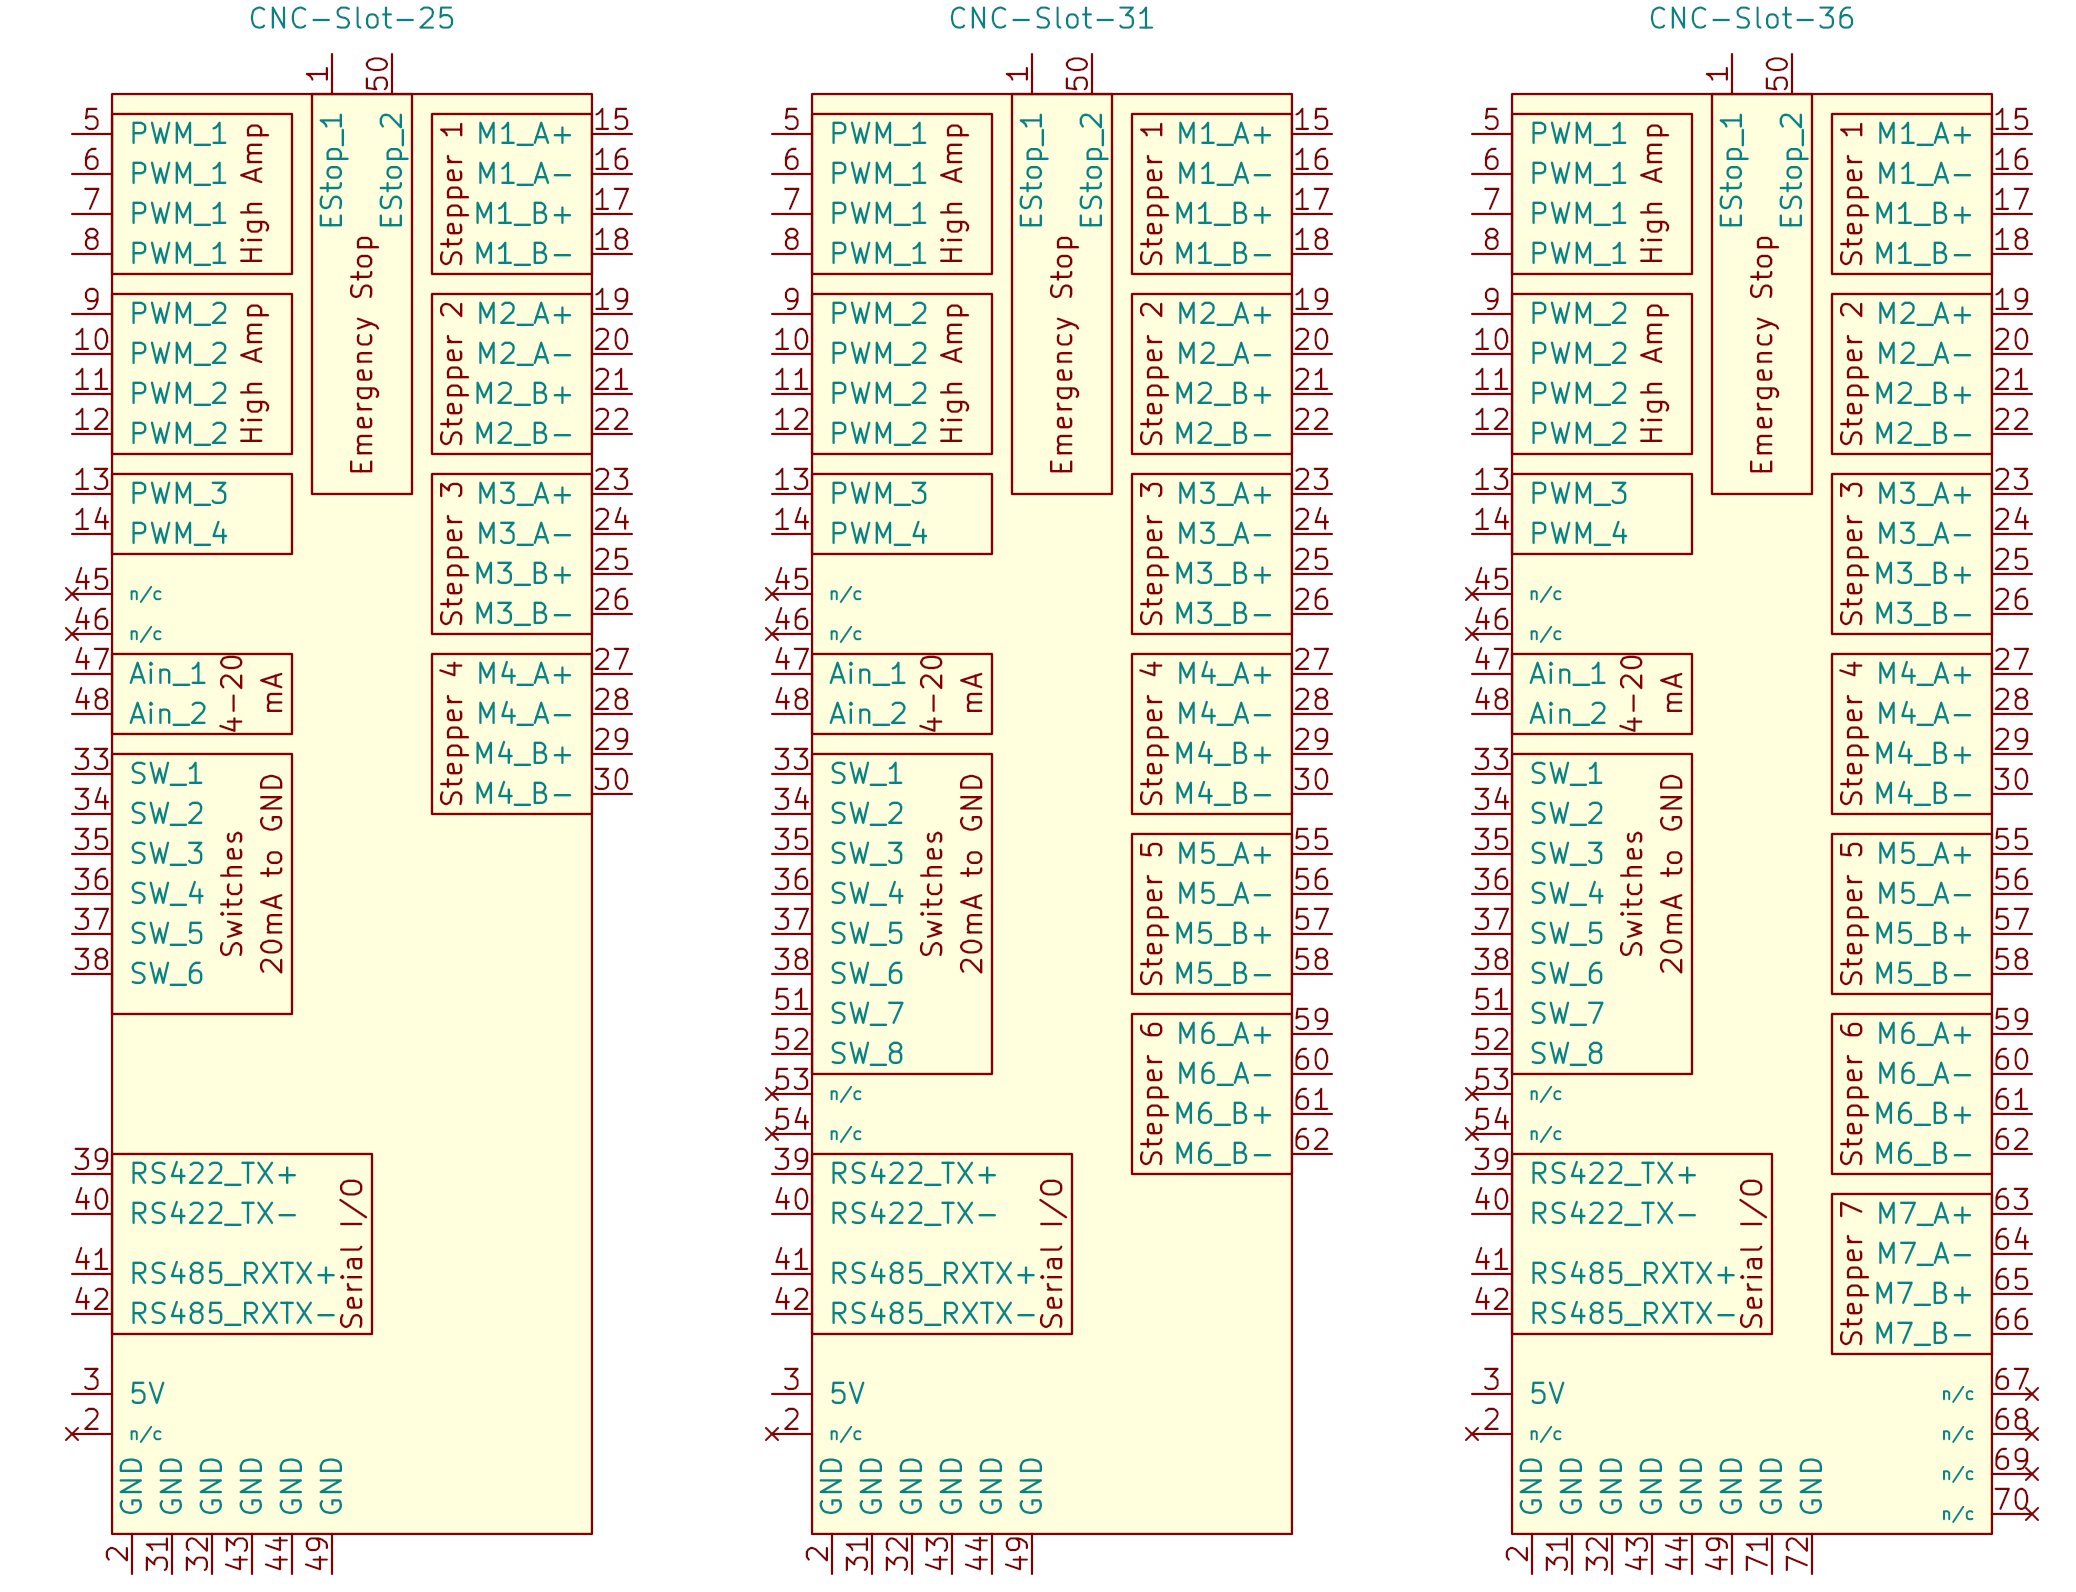 CNC-Slot-25
1 50
EStop_1
EStop_2
Emergency Stop
5 PWM_1
6 PWM_1
7 PWM_1
8 PWM_1
High Amp
9 PWM_2
10 PWM_2
11 PWM_2
12 PWM_2
High Amp
13 PWM_3
14 PWM_4
45 n/c
46 n/c
47 Ain_1
48 Ain_2
4-20
mA
33 SW_1
34 SW_2
35 SW_3
36 SW_4
37 SW_5
38 SW_6
Switches
20mA to GND
39 RS422_TX+
40 RS422_TX-
41 RS485_RXTX+
42 RS485_RXTX-
Serial I/O
3 5V
2 n/c
GND GND GND GND GND GND
2 31 32 43 44 49
Stepper 1
M1_A+ 15
M1_A- 16
M1_B+ 17
M1_B- 18
Stepper 2
M2_A+ 19
M2_A- 20
M2_B+ 21
M2_B- 22
Stepper 3
M3_A+ 23
M3_A- 24
M3_B+ 25
M3_B- 26
Stepper 4
M4_A+ 27
M4_A- 28
M4_B+ 29
M4_B- 30
CNC-Slot-31
1 50
EStop_1
EStop_2
Emergency Stop
5 PWM_1
6 PWM_1
7 PWM_1
8 PWM_1
High Amp
9 PWM_2
10 PWM_2
11 PWM_2
12 PWM_2
High Amp
13 PWM_3
14 PWM_4
45 n/c
46 n/c
47 Ain_1
48 Ain_2
4-20
mA
33 SW_1
34 SW_2
35 SW_3
36 SW_4
37 SW_5
38 SW_6
51 SW_7
52 SW_8
Switches
20mA to GND
53 n/c
54 n/c
39 RS422_TX+
40 RS422_TX-
41 RS485_RXTX+
42 RS485_RXTX-
Serial I/O
3 5V
2 n/c
GND GND GND GND GND GND
2 31 32 43 44 49
Stepper 1
M1_A+ 15
M1_A- 16
M1_B+ 17
M1_B- 18
Stepper 2
M2_A+ 19
M2_A- 20
M2_B+ 21
M2_B- 22
Stepper 3
M3_A+ 23
M3_A- 24
M3_B+ 25
M3_B- 26
Stepper 4
M4_A+ 27
M4_A- 28
M4_B+ 29
M4_B- 30
Stepper 5
M5_A+ 55
M5_A- 56
M5_B+ 57
M5_B- 58
Stepper 6
M6_A+ 59
M6_A- 60
M6_B+ 61
M6_B- 62
CNC-Slot-36
1 50
EStop_1
EStop_2
Emergency Stop
5 PWM_1
6 PWM_1
7 PWM_1
8 PWM_1
High Amp
9 PWM_2
10 PWM_2
11 PWM_2
12 PWM_2
High Amp
13 PWM_3
14 PWM_4
45 n/c
46 n/c
47 Ain_1
48 Ain_2
4-20
mA
33 SW_1
34 SW_2
35 SW_3
36 SW_4
37 SW_5
38 SW_6
51 SW_7
52 SW_8
Switches
20mA to GND
53 n/c
54 n/c
39 RS422_TX+
40 RS422_TX-
41 RS485_RXTX+
42 RS485_RXTX-
Serial I/O
3 5V
2 n/c
GND GND GND GND GND GND GND GND
2 31 32 43 44 49 71 72
Stepper 1
M1_A+ 15
M1_A- 16
M1_B+ 17
M1_B- 18
Stepper 2
M2_A+ 19
M2_A- 20
M2_B+ 21
M2_B- 22
Stepper 3
M3_A+ 23
M3_A- 24
M3_B+ 25
M3_B- 26
Stepper 4
M4_A+ 27
M4_A- 28
M4_B+ 29
M4_B- 30
Stepper 5
M5_A+ 55
M5_A- 56
M5_B+ 57
M5_B- 58
Stepper 6
M6_A+ 59
M6_A- 60
M6_B+ 61
M6_B- 62
Stepper 7
M7_A+ 63
M7_A- 64
M7_B+ 65
M7_B- 66
n/c 67
n/c 68
n/c 69
n/c 70